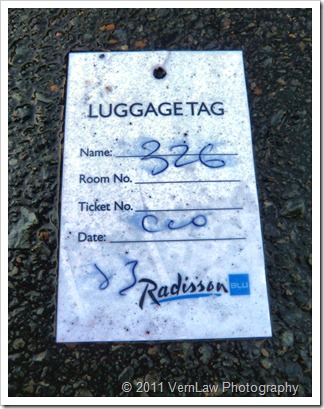 LUGGAGE TAG
Name: 326
Room No.
Ticket No.
Date:
Radisson BLU
© 2011 VernLaw Photography